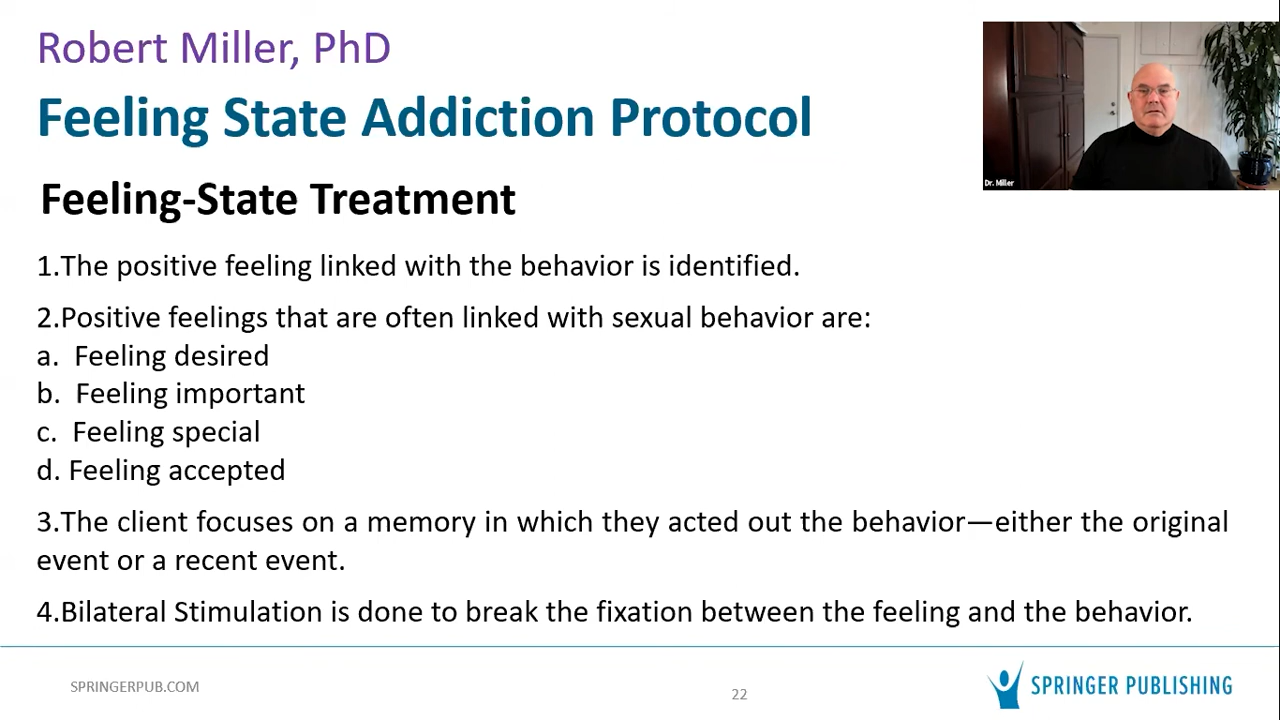 Robert Miller, PhD
Feeling State Addiction Protocol
Dr. Miller
Feeling-State Treatment
1.The positive feeling linked with the behavior is identified.
2.Positive feelings that are often linked with sexual behavior are:
a. Feeling desired
b. Feeling important
c. Feeling special
d. Feeling accepted
3.The client focuses on a memory in which they acted out the behavior—either the original
event or a recent event.
4.Bilateral Stimulation is done to break the fixation between the feeling and the behavior.
SPRINGERPUB.COM
22
SPRINGER PUBLISHING